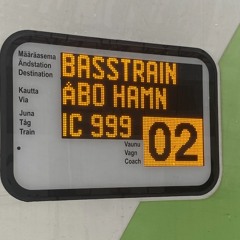 Määräasema
Ändstation
Destination
BASSTRAIN
Kautta
Via
ÅBO HAMN
Juna
Tåg
Train
IC 999
Vaunu
Vagn
Coach
02